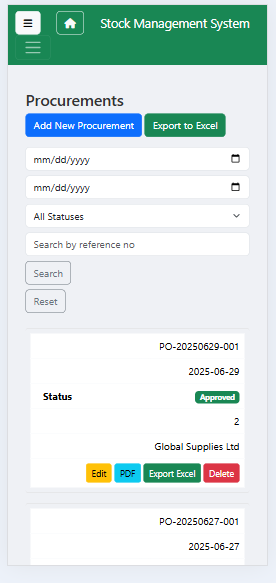 Stock Management System
Procurements
Add New Procurement Export to Excel
mm/dd/yyyy
mm/dd/yyyy
All Statuses
Search by reference no
Search
Reset
PO-20250629-001
2025-06-29
Status Approved
2
Global Supplies Ltd
Edit PDF Export Excel Delete
PO-20250627-001
2025-06-27